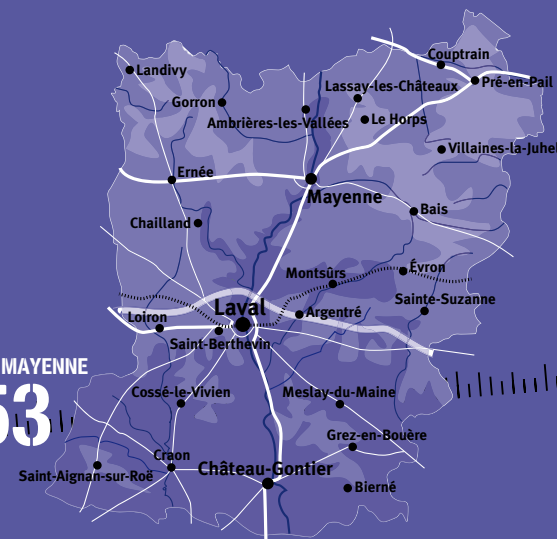 Couptrain
Landivy
Pré-en-Pail
Lassay-les-Châteaux
Gorron
Ambrières-les-Vallées
Le Horps
Villaines-la-Juhel
Ernée
Mayenne
Bais
Chailland
Montsûrs
Évron
Sainte-Suzanne
Laval
Argentré
Loiron
Saint-Berthevin
MAYENNE
53
Cossé-le-Vivien
Meslay-du-Maine
Grez-en-Bouère
Craon
Château-Gontier
Saint-Aignan-sur-Roë
Bierné